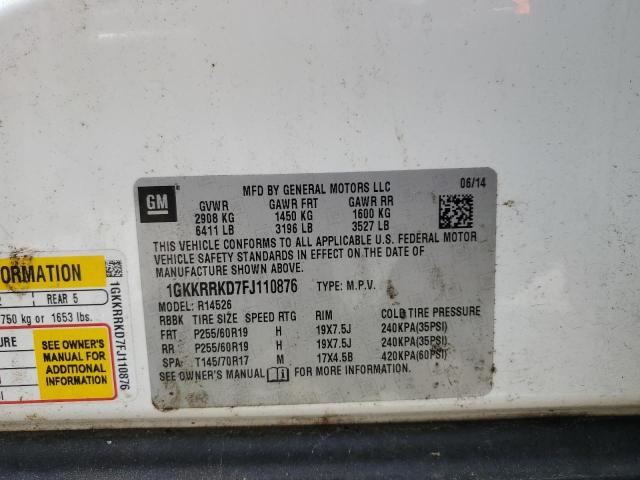 GM
MFD BY GENERAL MOTORS LLC
06/14
GVWR GAWR FRT GAWR RR
2908 KG 1450 KG 1600 KG
6411 LB 3196 LB 3527 LB
THIS VEHICLE CONFORMS TO ALL APPLICABLE U.S. FEDERAL MOTOR
VEHICLE SAFETY STANDARDS IN EFFECT ON THE DATE OF
MANUFACTURE SHOWN ABOVE.
1GKKRRKD7FJ110876 TYPE: M.P.V.
MODEL: R14526
RBBK TIRE SIZE SPEED RTG RIM COLD TIRE PRESSURE
FRT P255/60R19 H 19X7.5J 240KPA(35PSI)
RR P255/60R19 H 19X7.5J 240KPA(35PSI)
SPA T145/70R17 M 17X4.5B 420KPA(60PSI)
SEE OWNER'S MANUAL FOR MORE INFORMATION.
FORMATION
2 REAR 5
750 kg or 1653 lbs.
SEE OWNER'S
MANUAL FOR
ADDITIONAL
INFORMATION
1GKKRRKD7FJ110876